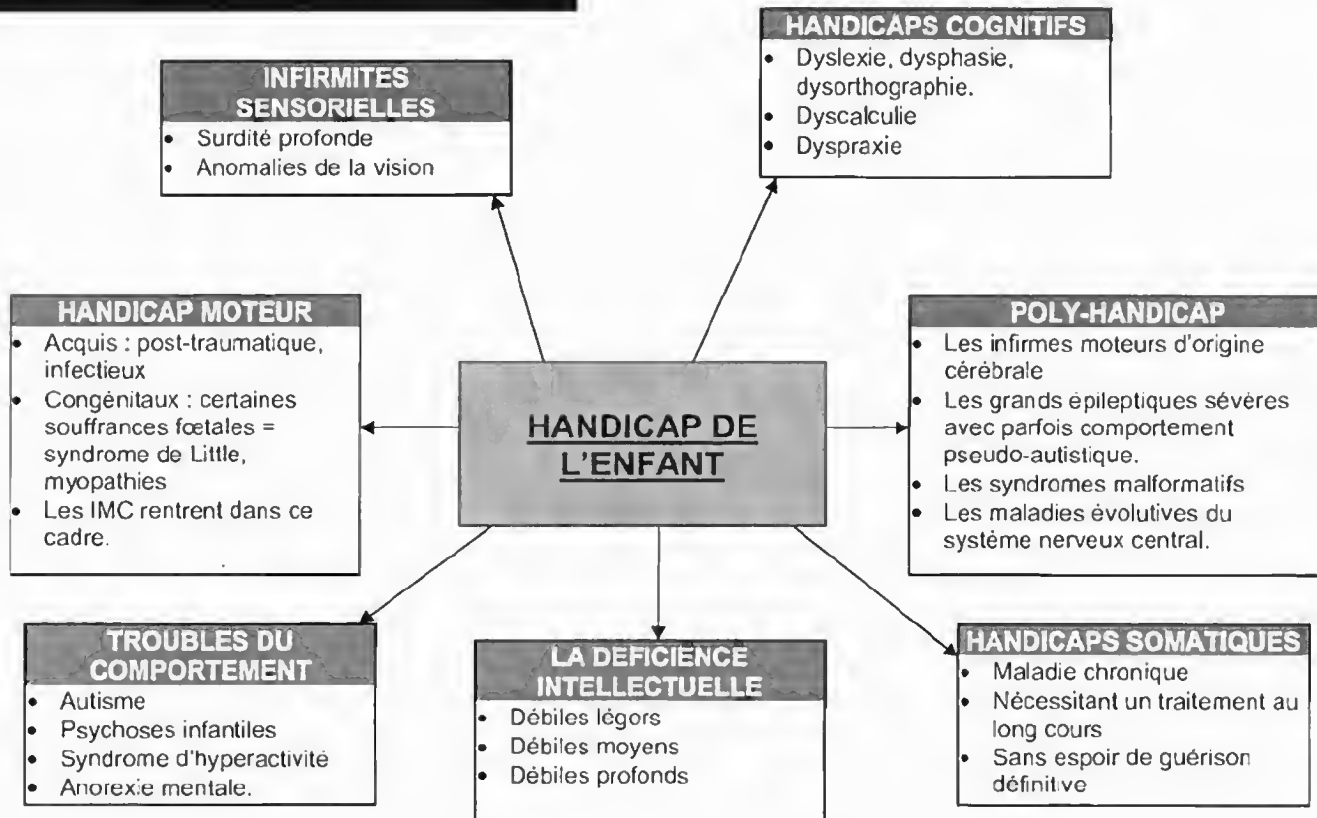 HANDICAPS COGNITIFS
• Dyslexie, dysphasie,
dysorthographie.
• Dyscalculie
• Dyspraxie
INFIRMITES
SENSORIELLES
• Surdité profonde
• Anomalies de la vision
HANDICAP MOTEUR
• Acquis : post-traumatique,
infectieux
• Congénitaux : certaines
souffrances fœtales =
syndrome de Little,
myopathies
• Les IMC rentrent dans ce
cadre.
HANDICAP DE
L'ENFANT
POLY-HANDICAP
• Les infirmes moteurs d'origine
cérébrale
• Les grands épileptiques sévères
avec parfois comportement
pseudo-autistique.
• Les syndromes malformatifs
• Les maladies évolutives du
système nerveux central.
TROUBLES DU
COMPORTEMENT
• Autisme
• Psychoses infantiles
• Syndrome d'hyperactivité
• Anorexie mentale.
LA DEFICIENCE
INTELLECTUELLE
• Débiles légers
• Débiles moyens
• Débiles profonds
HANDICAPS SOMATIQUES
• Maladie chronique
• Nécessitant un traitement au
long cours
• Sans espoir de guérison
définitive